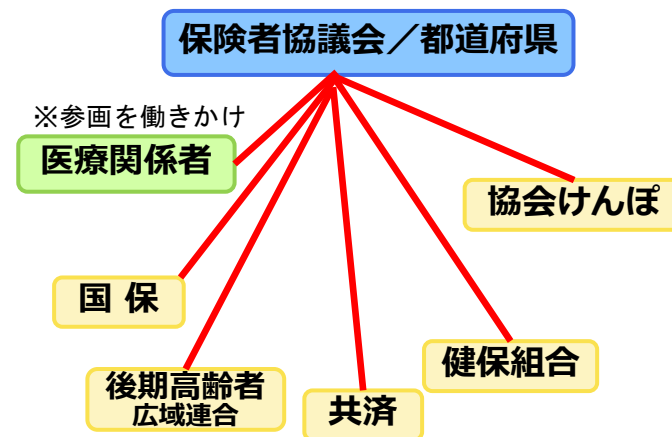 保険者協議会／都道府県
※参画を働きかけ
医療関係者
協会けんぽ
国 保
健保組合
後期高齢者
広域連合
共済